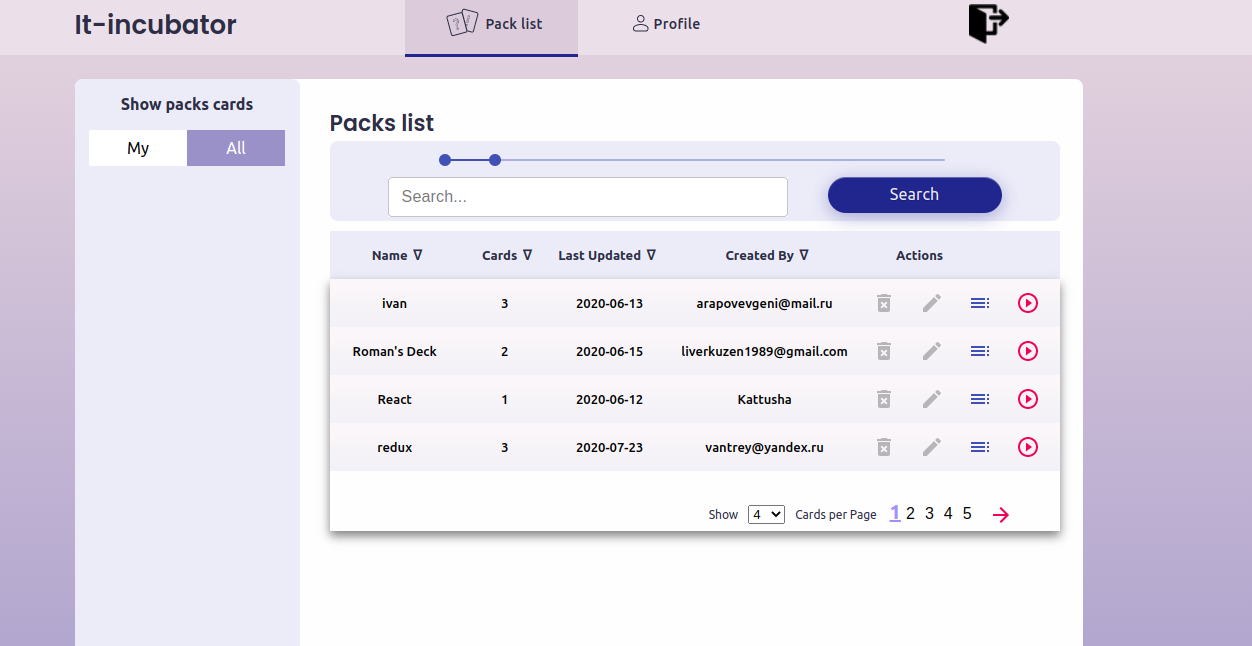 It-incubator
Pack list
Profile
Show packs cards
My All
Packs list
Search...
Search
Name ∇ Cards ∇ Last Updated ∇ Created By ∇ Actions
ivan 3 2020-06-13 arapovevgeni@mail.ru
Roman's Deck 2 2020-06-15 liverkuzen1989@gmail.com
React 1 2020-06-12 Kattusha
redux 3 2020-07-23 vantrey@yandex.ru
Show 4 Cards per Page 1 2 3 4 5